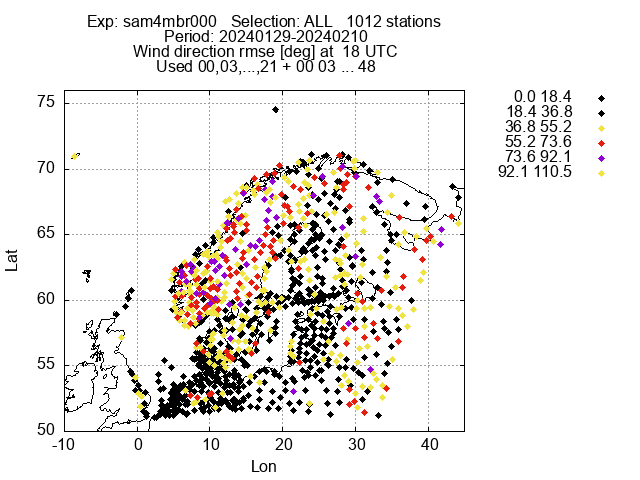 Exp: sam4mbr000   Selection: ALL   1012 stations
Period: 20240129-20240210
Wind direction rmse [deg] at  18 UTC
Used 00,03,...,21 + 00 03 ... 48
0.0 18.4
18.4 36.8
36.8 55.2
55.2 73.6
73.6 92.1
92.1 110.5
75
70
65
60
55
50
Lat
-10 0 10 20 30 40
Lon